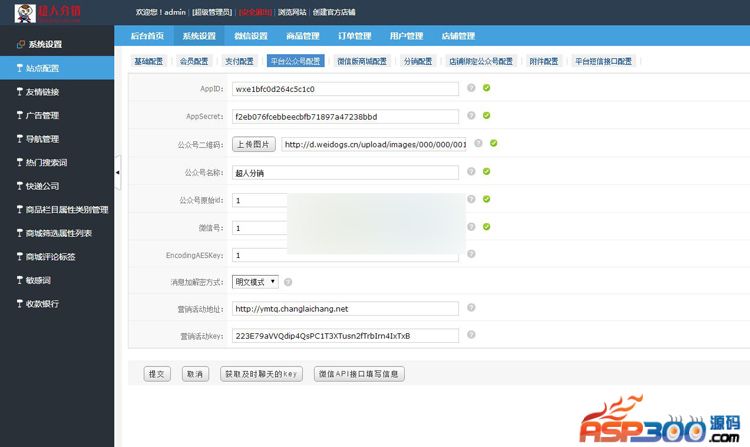 超人分销
欢迎您！admin | [超级管理员] | [安全退出] | 浏览网站 | 创建官方店铺
系统设置
站点配置
友情链接
广告管理
导航管理
热门搜索词
快递公司
商品栏目属性类别管理
商城筛选属性列表
商城评论标签
敏感词
收款银行
后台首页 系统设置 微信设置 商品管理 订单管理 用户管理 店铺管理
基础配置 会员配置 支付配置 平台公众号配置 微信版商城配置 分销配置 店铺绑定公众号配置 附件配置 平台短信接口配置
AppID: wxe1bfc0d264c5c1c0
AppSecret: f2eb076fcebbeecbfb71897a47238bbd
公众号二维码: 上传图片 http://d.weidogs.cn/upload/images/000/000/001
公众号名称: 超人分销
公众号原始id: 1
微信号: 1
EncodingAESKey: 1
消息加解密方式: 明文模式
营销活动地址: http://ymtq.changlaichang.net
营销活动key: 223E79aVVQdip4QsPC1T3XTusn2fTrbIm4IxTxB
提交 取消 获取及时聊天的key 微信API接口填写信息
ASP300源码
.com